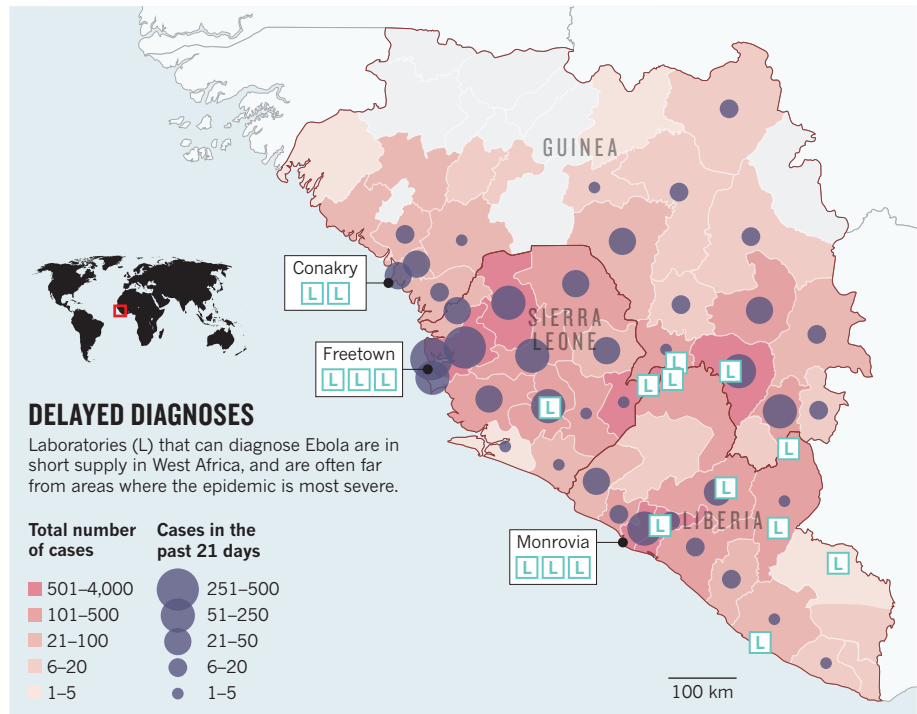 GUINEA
Conakry
L L
SIERRA
LEONE
Freetown
L L L
L
L
L
L
L
DELAYED DIAGNOSES
Laboratories (L) that can diagnose Ebola are in
short supply in West Africa, and are often far
from areas where the epidemic is most severe.
L
L
L
LIBERIA
L
L
Monrovia
L L L
L
L
Total number
of cases
501–4,000
101–500
21–100
6–20
1–5
Cases in the
past 21 days
251–500
51–250
21–50
6–20
1–5
100 km